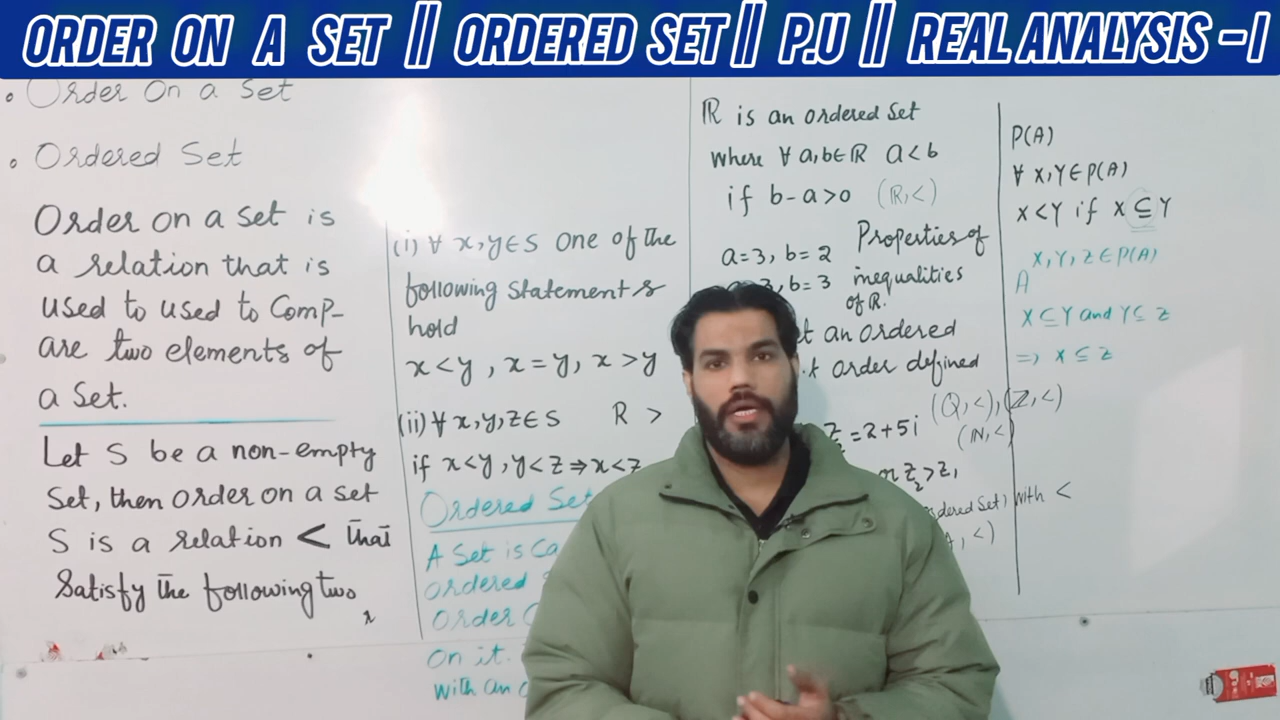 ORDER ON A SET || ORDERED SET || P.U || REAL ANALYSIS -I
• Order On a Set
• Ordered Set
Order on a set is
a relation that is
used to used to Comp-
are two elements of
a Set.
Let S be a non-empty
Set, then order on a set
S is a relation < that
Satisfy the following two
(i) ∀ x,y∈S one of the
following statements
hold
x<y, x=y, x>y
(ii) ∀ x,y,z∈S R >
if x<y, y<z ⇒ x<z
Ordered Set
A Set is Ca
ordered
Order
on it.
with an
ℝ is an ordered Set
where ∀ a,b∈ℝ a<b
if b-a>0 (ℝ,<)
a=3, b=2
b=3
Properties of
inequalities
of ℝ.
an ordered
order defined
(Q,<), (Z,<)
(ℕ,<)
Z=2+5i
Z₂>Z₁
ordered Set) with <
, <)
P(A)
∀ X,Y∈P(A)
X<Y if X⊆Y
X,Y,Z∈P(A)
A
X⊆Y and Y⊆Z
⇒ X⊆Z